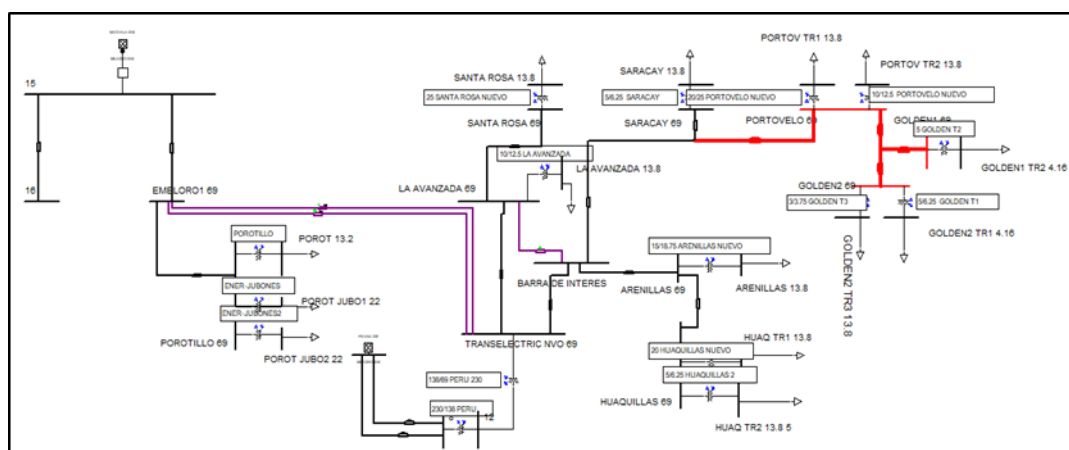 PORTOV TR1 13.8
SARACAY 13.8
PORTOV TR2 13.8
SANTA ROSA 13.8
15
25 SANTA ROSA NUEVO
5/6.25 SARACAY
20/25 PORTOVELO NUEVO
10/12.5 PORTOVELO NUEVO
SANTA ROSA 69
SARACAY 69
PORTOVELO 69
GOLDEN1 69
5 GOLDEN T2
10/12.5 LA AVANZADA
LA AVANZADA 13.8
GOLDEN1 TR2 4.16
16
EMELORO1 69
LA AVANZADA 69
GOLDEN2 69
3/3.75 GOLDEN T3
5/6.25 GOLDEN T1
POROTILLO
POROT 13.2
GOLDEN2 TR1 4.16
15/18.75 ARENILLAS NUEVO
GOLDEN2 TR3 13.8
ENER-JUBONES
BARRA DE INTERES
ARENILLAS 69
ARENILLAS 13.8
POROT JUBO1 22
ENER-JUBONES2
TRANSELECTRIC NVO 69
HUAQ TR1 13.8
POROTILLO 69
POROT JUBO2 22
20 HUAQUILLAS NUEVO
138/69 PERU 230
5/6.25 HUAQUILLAS 2
HUAQUILLAS 69
230/138 PERU
12
HUAQ TR2 13.8 5